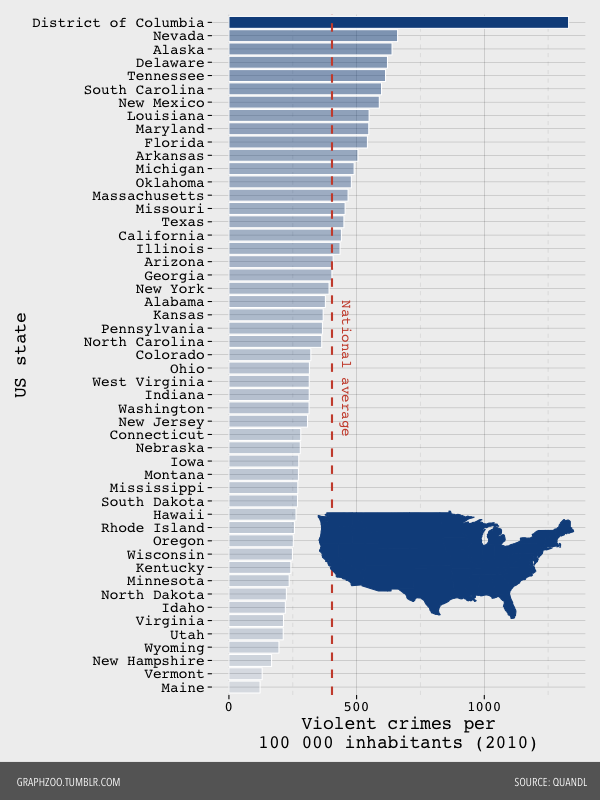 District of Columbia
Nevada
Alaska
Delaware
Tennessee
South Carolina
New Mexico
Louisiana
Maryland
Florida
Arkansas
Michigan
Oklahoma
Massachusetts
Missouri
Texas
California
Illinois
Arizona
Georgia
New York
Alabama
Kansas
Pennsylvania
North Carolina
Colorado
Ohio
West Virginia
Indiana
Washington
New Jersey
Connecticut
Nebraska
Iowa
Montana
Mississippi
South Dakota
Hawaii
Rhode Island
Oregon
Wisconsin
Kentucky
Minnesota
North Dakota
Idaho
Virginia
Utah
Wyoming
New Hampshire
Vermont
Maine
US state
National average
0 500 1000
Violent crimes per
100 000 inhabitants (2010)
GRAPHZOO.TUMBLR.COM
SOURCE: QUANDL